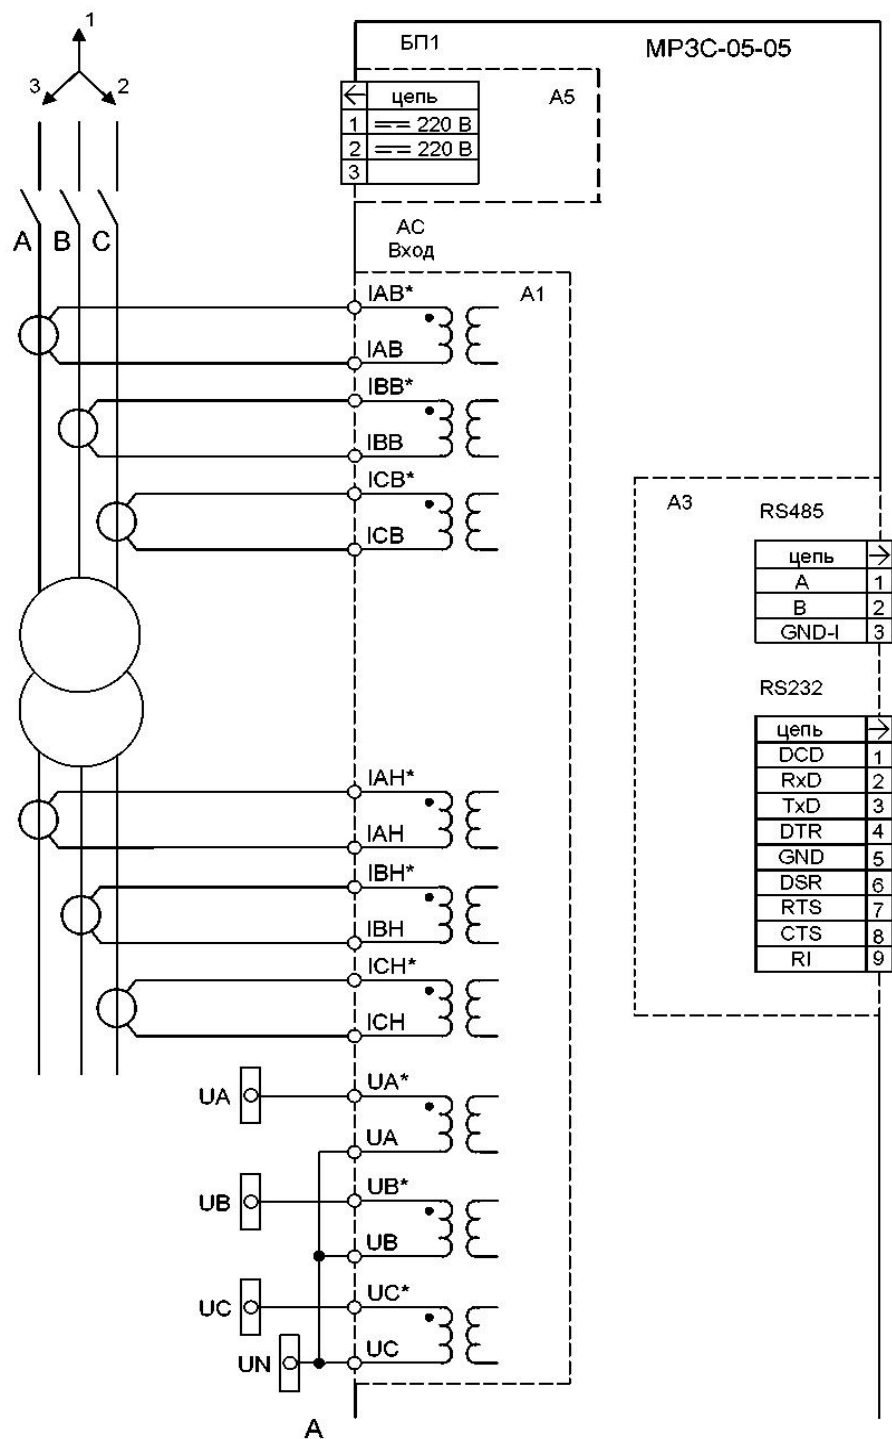 1
3
2
A
B
C
БП1
МРЗС-05-05
A5
цепь
1 220 В
2 220 В
3
АС
Вход
A1
IAB*
IAB
IBB*
IBB
ICB*
ICB
A3
RS485
цепь
A 1
B 2
GND-I 3
RS232
цепь
DCD 1
RxD 2
TxD 3
DTR 4
GND 5
DSR 6
RTS 7
CTS 8
RI 9
IAH*
IAH
IBH*
IBH
ICH*
ICH
UA
UA*
UA
UB
UB*
UB
UC
UC*
UC
UN
A